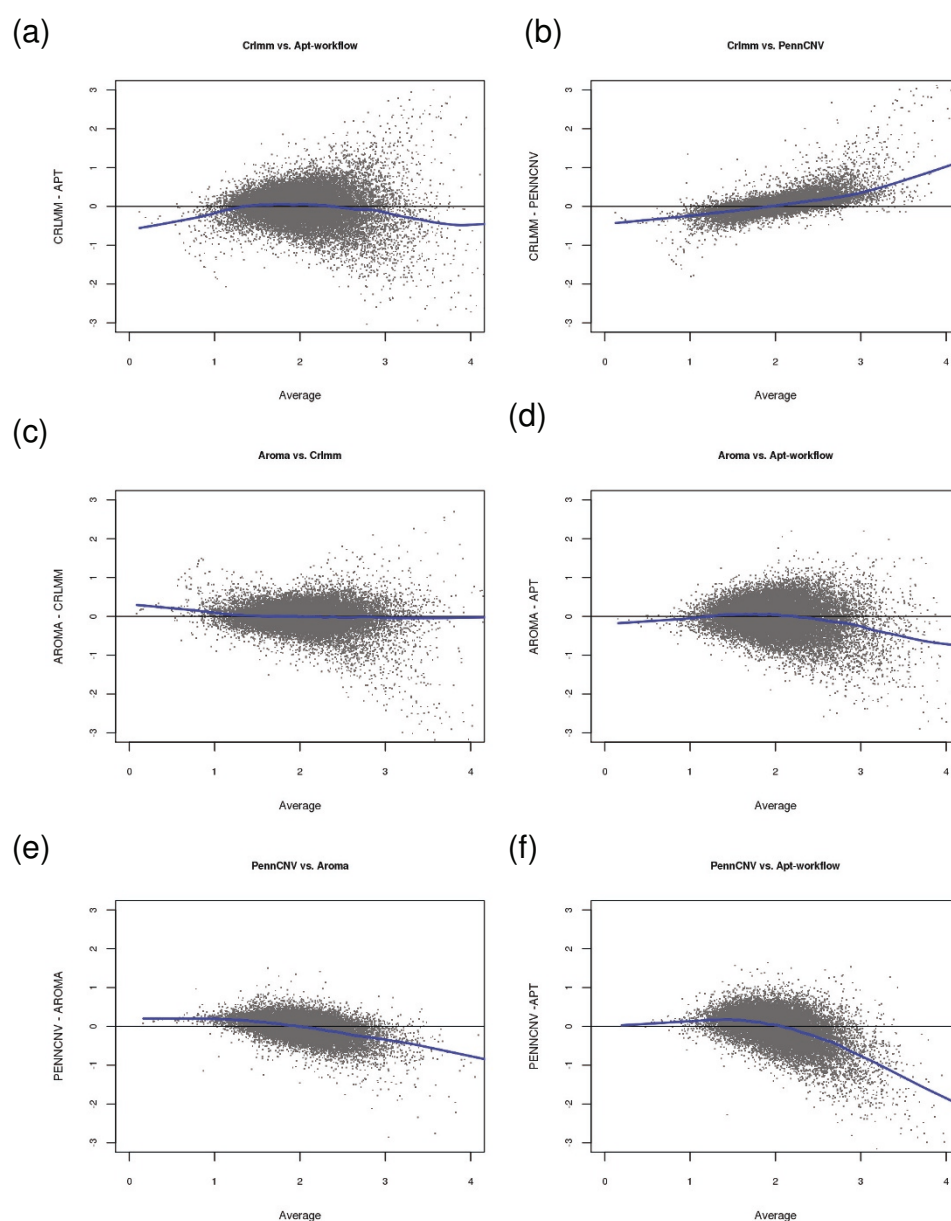 (a)
Crlmm vs. Apt-workflow
CRLMM - APT
3
2
1
0
-1
-2
-3
0 1 2 3 4
Average
(b)
Crlmm vs. PennCNV
CRLMM - PENNCNV
3
2
1
0
-1
-2
-3
0 1 2 3 4
Average
(c)
Aroma vs. Crlmm
AROMA - CRLMM
3
2
1
0
-1
-2
-3
0 1 2 3 4
Average
(d)
Aroma vs. Apt-workflow
AROMA - APT
3
2
1
0
-1
-2
-3
0 1 2 3 4
Average
(e)
PennCNV vs. Aroma
PENNCNV - AROMA
3
2
1
0
-1
-2
-3
0 1 2 3 4
Average
(f)
PennCNV vs. Apt-workflow
PENNCNV - APT
3
2
1
0
-1
-2
-3
0 1 2 3 4
Average